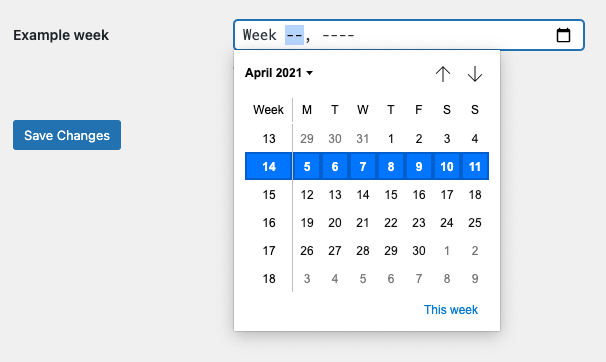 Example week
Week --, ----
April 2021
Week M T W T F S S
13 29 30 31 1 2 3 4
14 5 6 7 8 9 10 11
15 12 13 14 15 16 17 18
16 19 20 21 22 23 24 25
17 26 27 28 29 30 1 2
18 3 4 5 6 7 8 9
This week
Save Changes